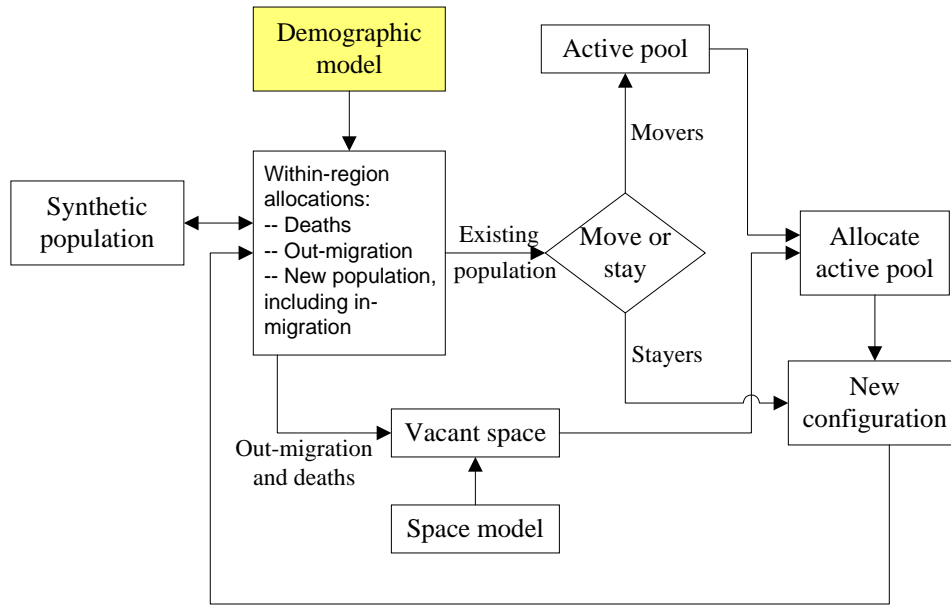 Demographic
model
Active pool
Movers
Within-region
allocations:
-- Deaths
-- Out-migration
-- New population,
including in-
migration
Synthetic
population
Existing
population
Move or
stay
Allocate
active pool
Stayers
New
configuration
Vacant space
Out-migration
and deaths
Space model